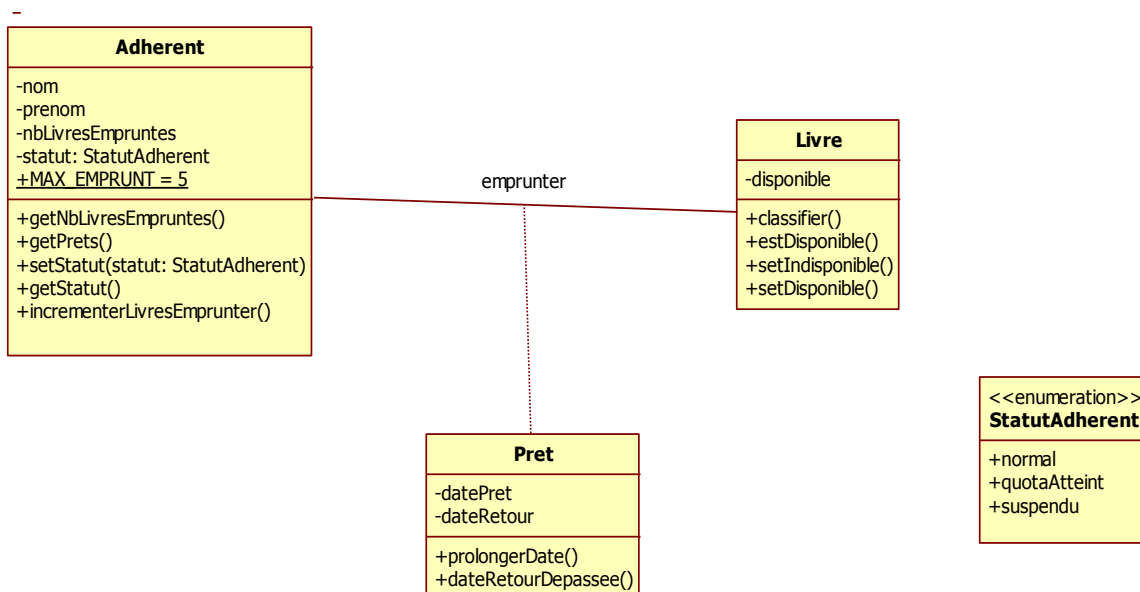 Adherent
-nom
-prenom
-nbLivresEmpruntes
-statut: StatutAdherent
+MAX_EMPRUNT = 5
+getNbLivresEmpruntes()
+getPrets()
+setStatut(statut: StatutAdherent)
+getStatut()
+incrementerLivresEmprunter()
emprunter
Livre
-disponible
+classifier()
+estDisponible()
+setIndisponible()
+setDisponible()
Pret
-datePret
-dateRetour
+prolongerDate()
+dateRetourDepassee()
<<enumeration>>
StatutAdherent
+normal
+quotaAtteint
+suspendu